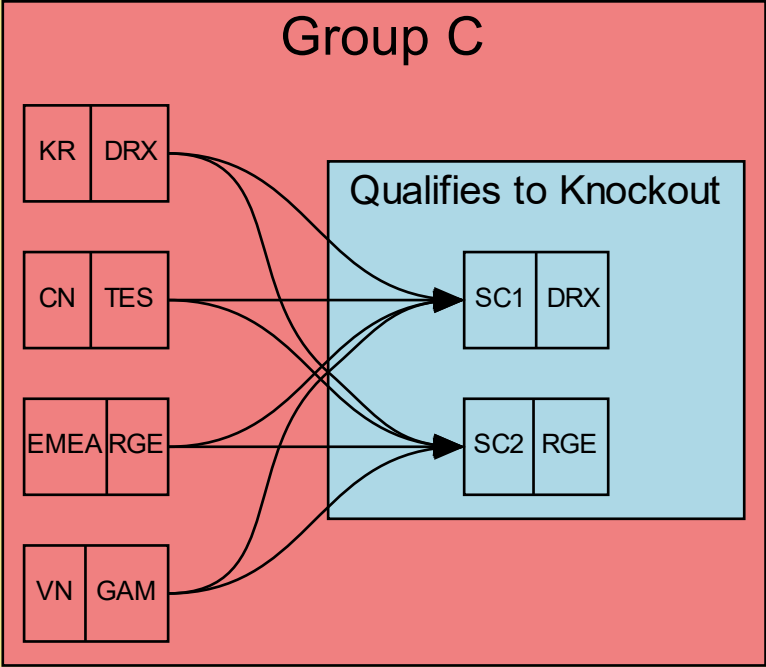 Group C
KR DRX
Qualifies to Knockout
CN TES
SC1 DRX
EMEA RGE
SC2 RGE
VN GAM